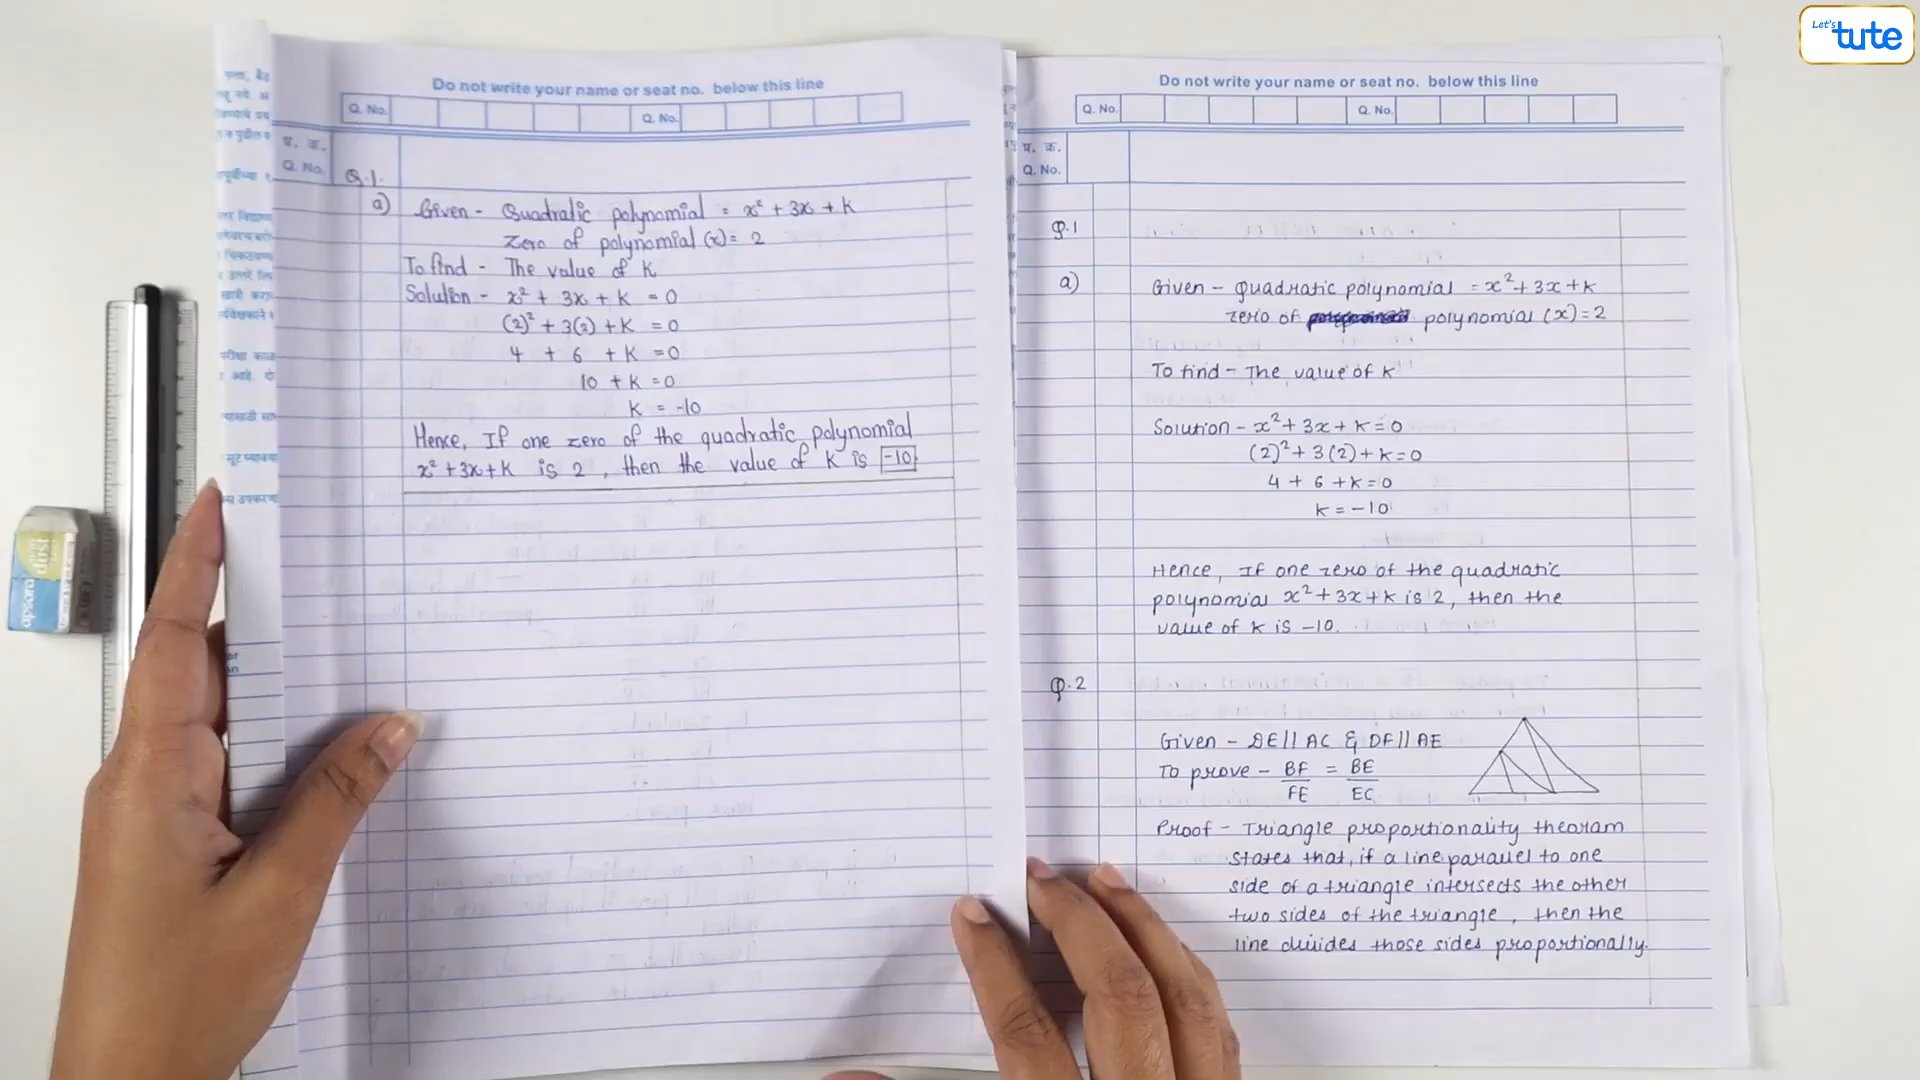 Let's
tute
Do not write your name or seat no. below this line
Q. No.
Q. No.
प्र. क्र.
Q. No.
Q.1.
a) Given - Quadratic polynomial = x² + 3x + k
Zero of polynomial (x) = 2
To find - The value of k
Solution - x² + 3x + k = 0
(2)² + 3(2) + k = 0
4 + 6 + k = 0
10 + k = 0
k = -10
Hence, If one zero of the quadratic polynomial
x² + 3x + k is 2, then the value of k is -10
Do not write your name or seat no. below this line
Q. No.
Q. No.
प्र. क्र.
Q. No.
Q.1
a) Given - quadratic polynomial = x² + 3x + k
zero of polynomial (x) = 2
To find - The value of k
Solution - x² + 3x + k = 0
(2)² + 3(2) + k = 0
4 + 6 + k = 0
k = -10
Hence, If one zero of the quadratic
polynomial x² + 3x + k is 2, then the
value of k is -10.
Q.2
Given - DE || AC & DF || AE
To prove - BF/FE = BE/EC
Proof - Triangle proportionality thearam
states that, if a line parallel to one
side of a triangle intersects the other
two sides of the triangle, then the
line divides those sides proportionally.
apsara
dust